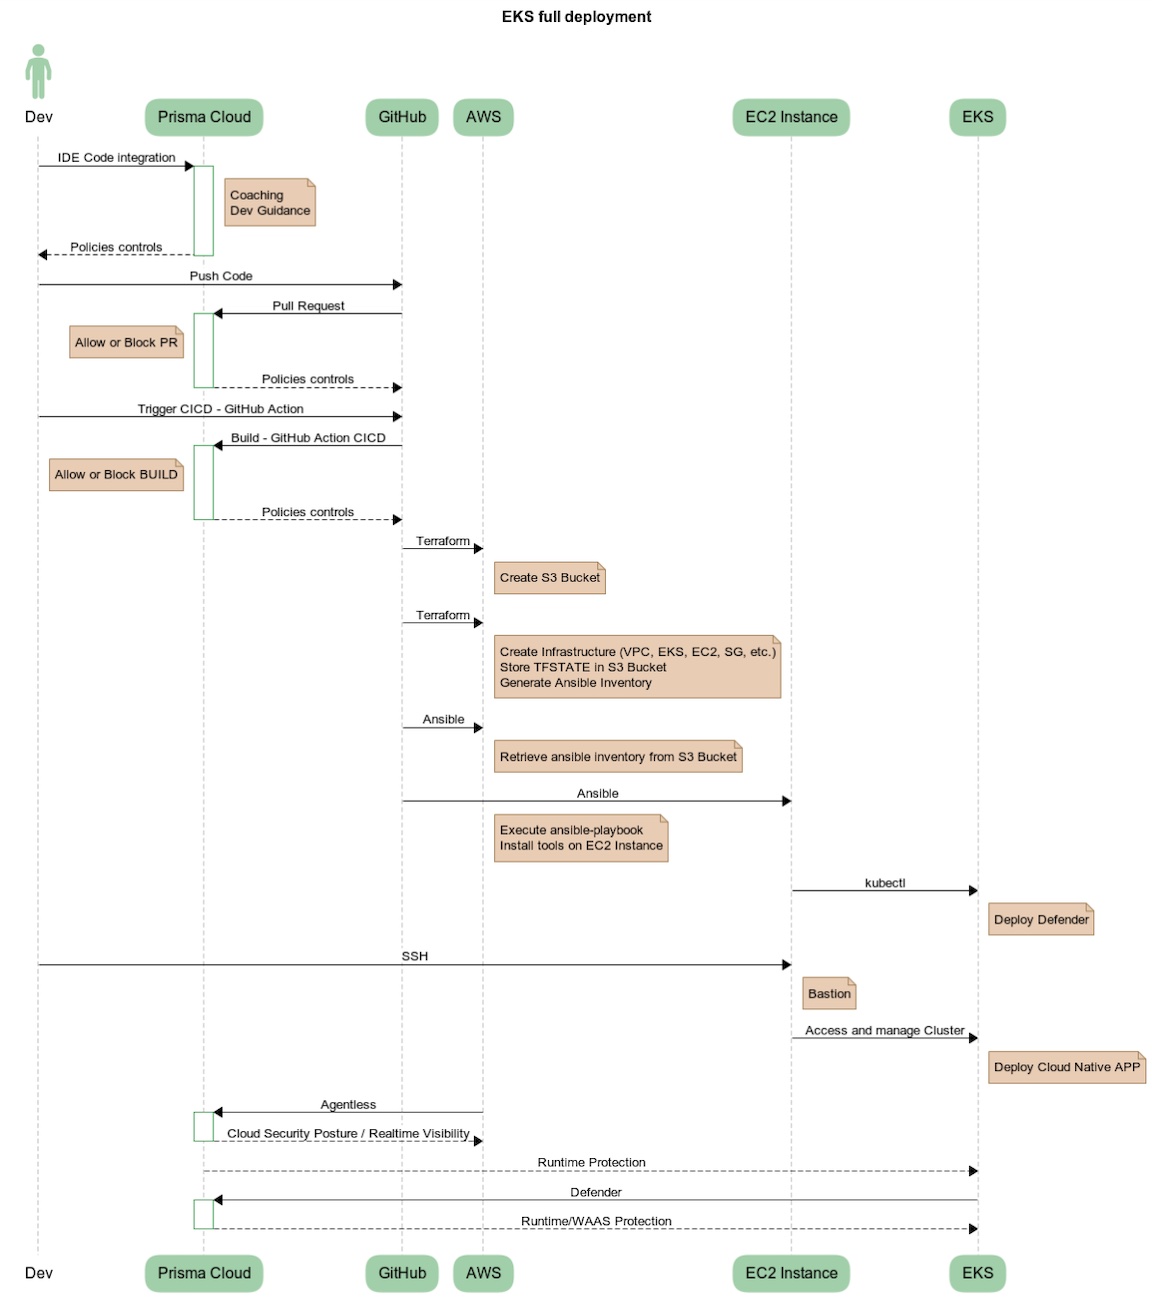 EKS full deployment
Dev
Prisma Cloud
GitHub
AWS
EC2 Instance
EKS
IDE Code integration
Coaching
Dev Guidance
Policies controls
Push Code
Pull Request
Allow or Block PR
Policies controls
Trigger CICD - GitHub Action
Build - GitHub Action CICD
Allow or Block BUILD
Policies controls
Terraform
Create S3 Bucket
Terraform
Create Infrastructure (VPC, EKS, EC2, SG, etc.)
Store TFSTATE in S3 Bucket
Generate Ansible Inventory
Ansible
Retrieve ansible inventory from S3 Bucket
Ansible
Execute ansible-playbook
Install tools on EC2 Instance
kubectl
Deploy Defender
SSH
Bastion
Access and manage Cluster
Deploy Cloud Native APP
Agentless
Cloud Security Posture / Realtime Visibility
Runtime Protection
Defender
Runtime/WAAS Protection
Dev
Prisma Cloud
GitHub
AWS
EC2 Instance
EKS